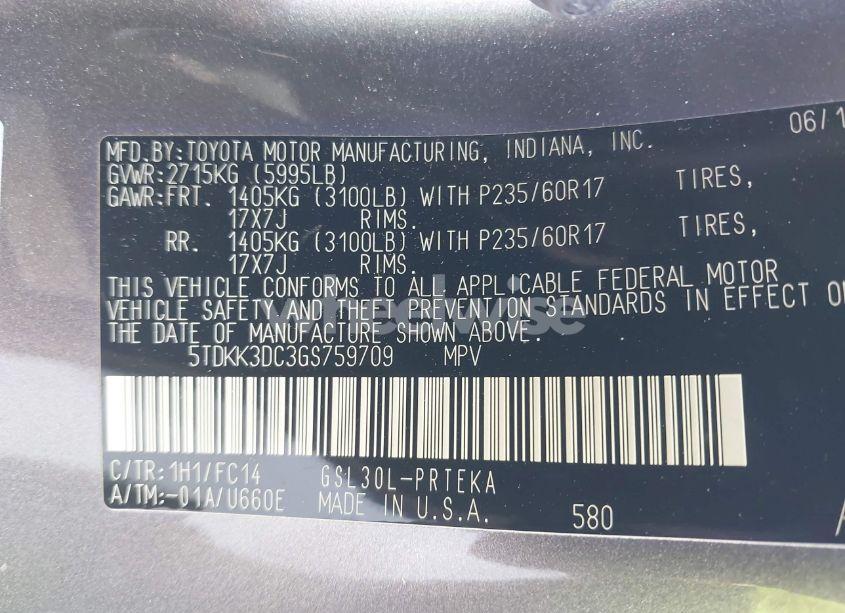 06/1
MFD.BY:TOYOTA MOTOR MANUFACTURING, INDIANA, INC.
GVWR:2715KG (5995LB)
GAWR:FRT. 1405KG (3100LB) WITH P235/60R17 TIRES,
17X7J RIMS.
RR. 1405KG (3100LB) WITH P235/60R17 TIRES,
17X7J RIMS.
THIS VEHICLE CONFORMS TO ALL APPLICABLE FEDERAL MOTOR
VEHICLE SAFETY AND THEFT PREVENTION STANDARDS IN EFFECT O
THE DATE OF MANUFACTURE SHOWN ABOVE.
wheelwise
5TDKK3DC3GS759709 MPV
C/TR:1H1/FC14 GSL30L-PRTEKA
A/TM:-01A/U660E MADE IN U.S.A. 580 A